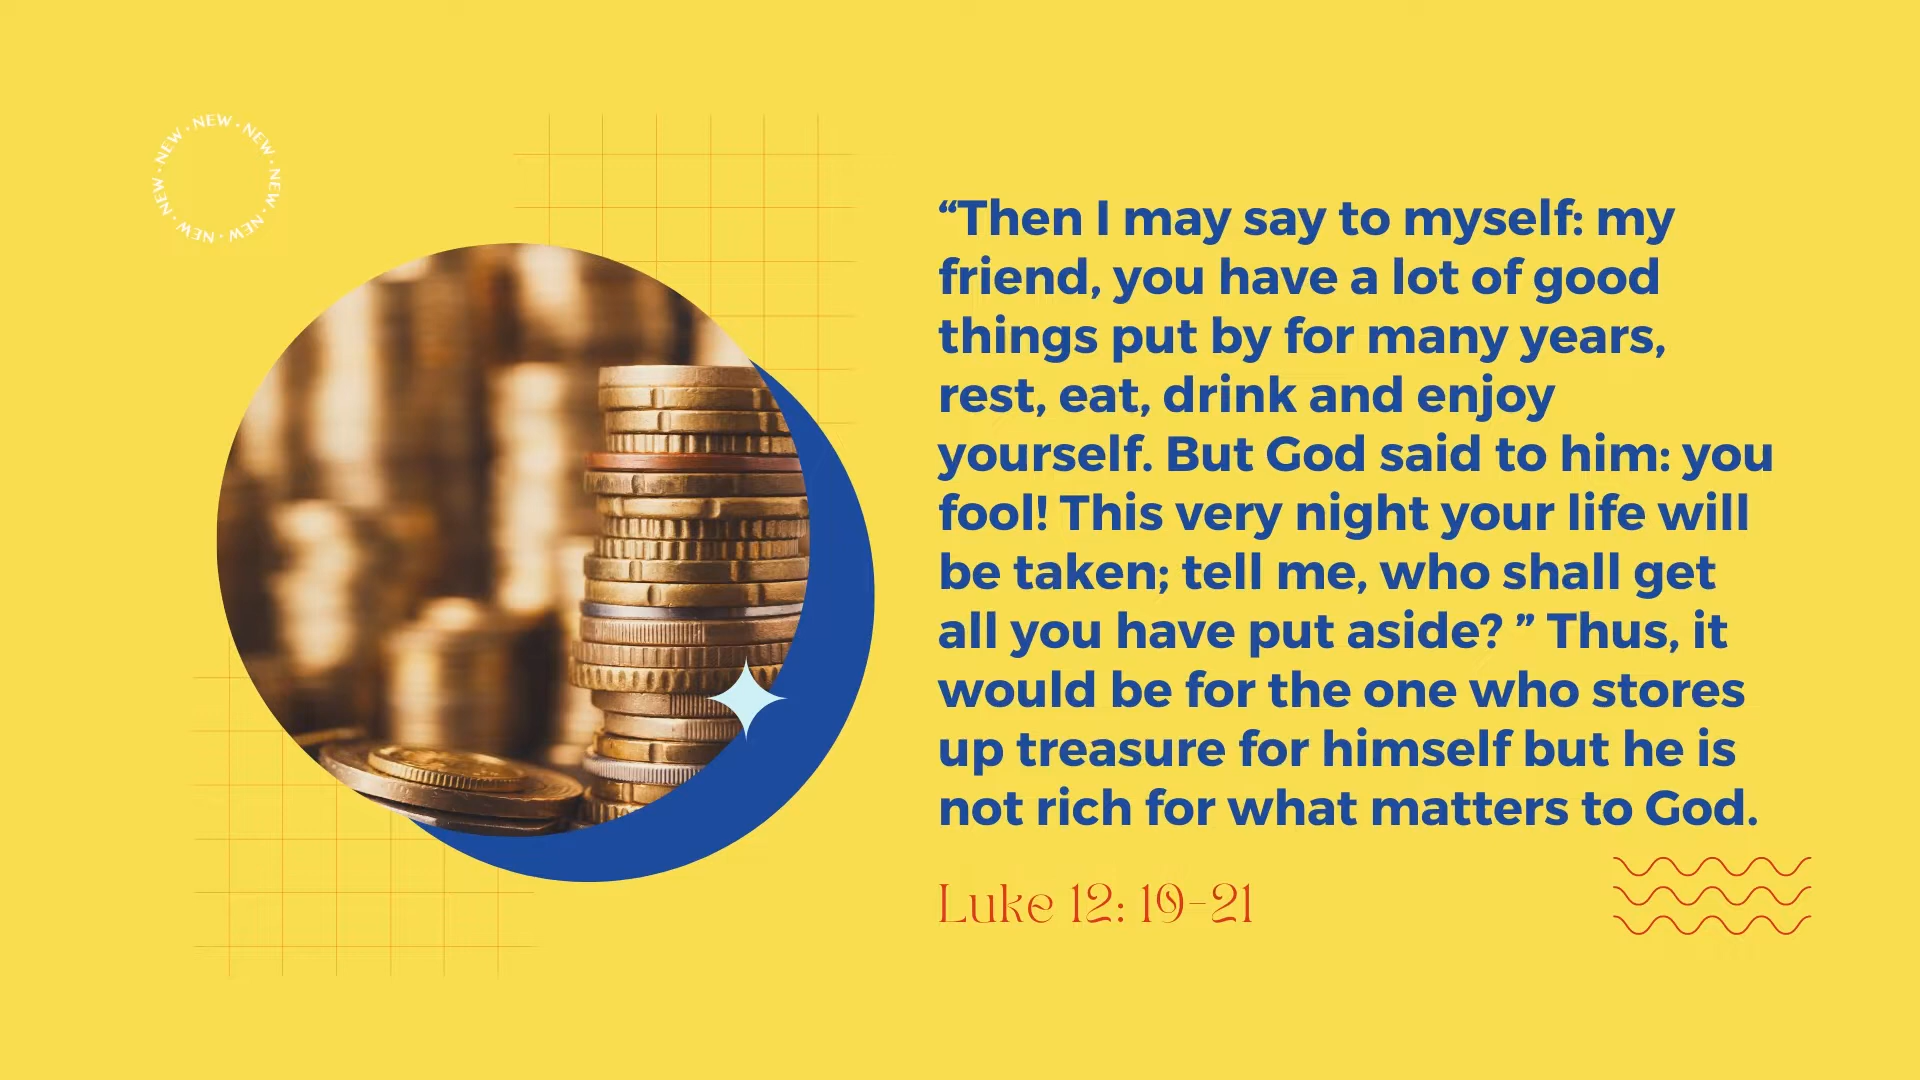 NEW · NEW · NEW · NEW · NEW · NEW · NEW · NEW ·
“Then I may say to myself: my
friend, you have a lot of good
things put by for many years,
rest, eat, drink and enjoy
yourself. But God said to him: you
fool! This very night your life will
be taken; tell me, who shall get
all you have put aside? ” Thus, it
would be for the one who stores
up treasure for himself but he is
not rich for what matters to God.
Luke 12: 19-21